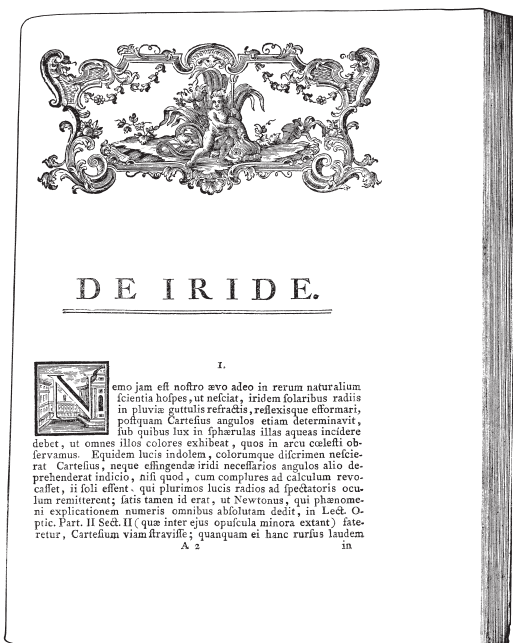 DE IRIDE.
I.
Nemo jam eſt noſtro ævo adeo in rerum naturalium
ſcientia hoſpes, ut neſciat, iridem ſolaribus radiis
in pluviæ guttulis refractis, reflexisque efformari,
poſtquam Carteſius angulos etiam determinavit,
ſub quibus lux in ſphærulas illas aqueas incidere
debet, ut omnes illos colores exhibeat, quos in arcu cœleſti ob-
ſervamus. Equidem lucis indolem, colorumque diſcrimen neſcie-
rat Carteſius, neque effingendæ iridi neceſſarios angulos alio de-
prehenderat indicio, niſi quod, cum complures ad calculum revo-
caſſet, ii ſoli eſſent, qui plurimos lucis radios ad ſpectatoris ocu-
lum remitterent; ſatis tamen id erat, ut Newtonus, qui phænome-
ni explicationem numeris omnibus abſolutam dedit, in Lect. O-
ptic. Part. II Sect. II (quæ inter ejus opuſcula minora extant) fate-
retur, Carteſium viam ſtraviſſe; quanquam ei hanc rurſus laudem
A 2 in